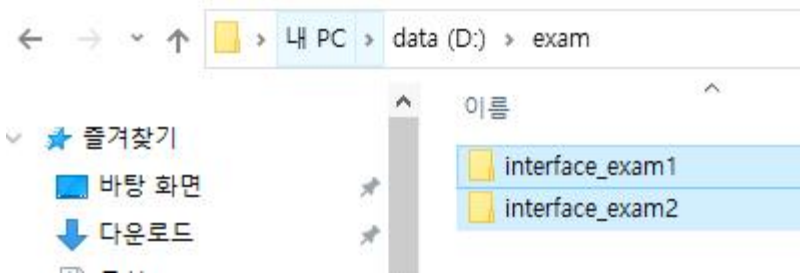 내 PC > data (D:) > exam
이름
즐겨찾기
바탕 화면
다운로드
interface_exam1
interface_exam2